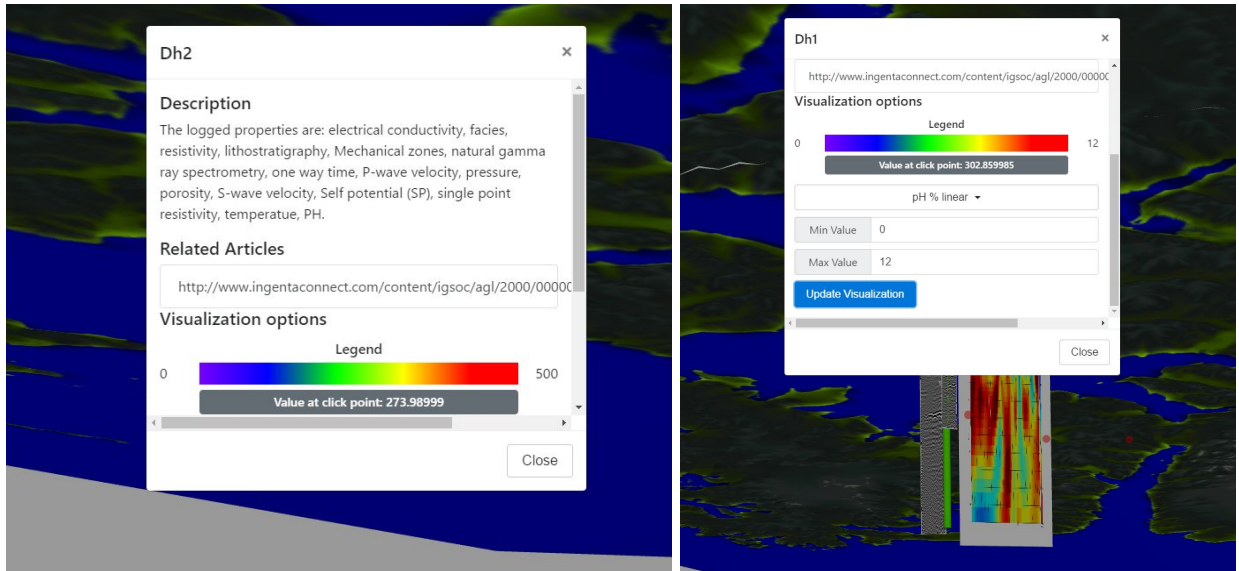 Dh2
×
Description
The logged properties are: electrical conductivity, facies,
resistivity, lithostratigraphy, Mechanical zones, natural gamma
ray spectrometry, one way time, P-wave velocity, pressure,
porosity, S-wave velocity, Self potential (SP), single point
resistivity, temperatue, PH.
Related Articles
http://www.ingentaconnect.com/content/igsoc/agl/2000/00000
Visualization options
Legend
0 500
Value at click point: 273.98999
Close
Dh1
×
http://www.ingentaconnect.com/content/igsoc/agl/2000/00000
Visualization options
Legend
0 12
Value at click point: 302.859985
pH % linear
Min Value 0
Max Value 12
Update Visualization
Close